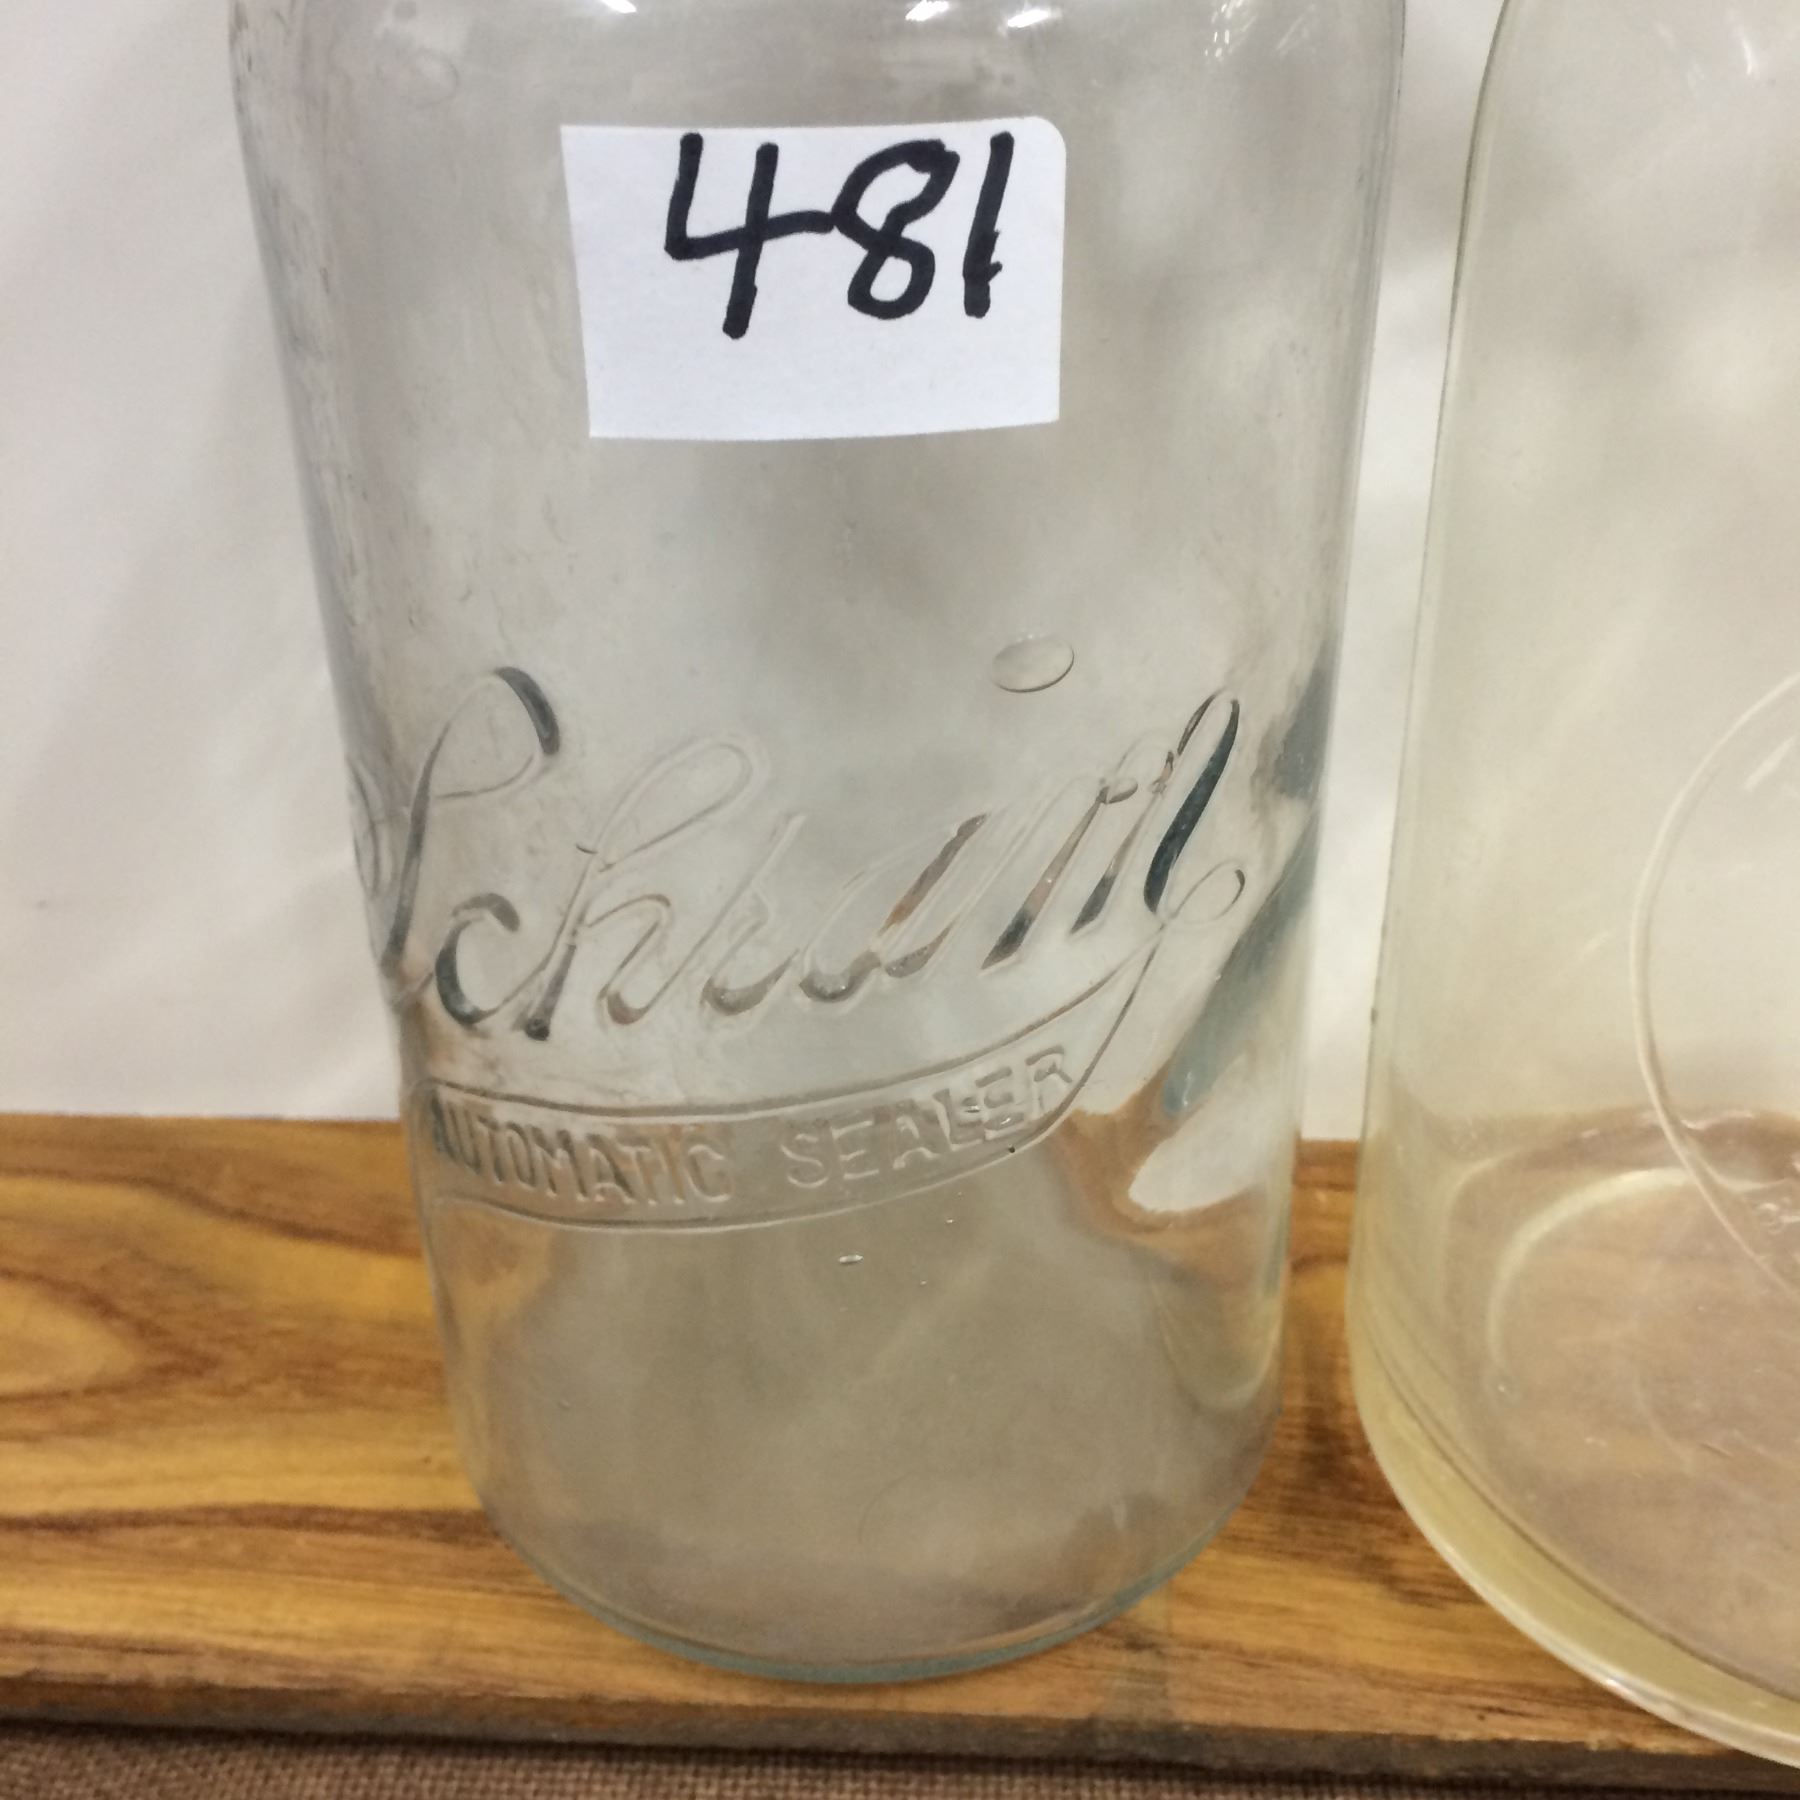 481
Schram
AUTOMATIC SEALER